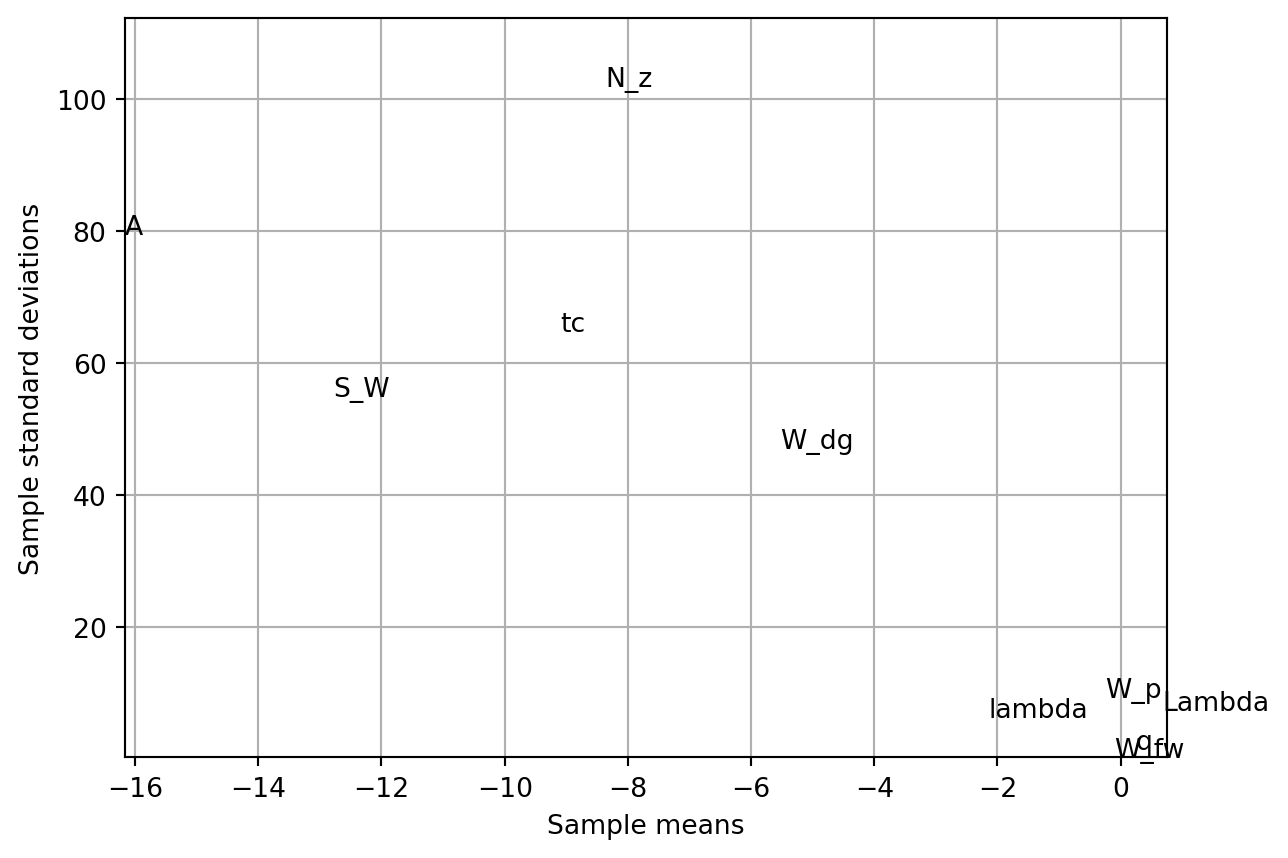 N_z
100
A
80
tc
60
S_W
W_dg
40
20
W_p
Lambda
lambda
q
W_fw
−16
−14
−12
−10
−8
−6
−4
−2
0
Sample means
Sample standard deviations